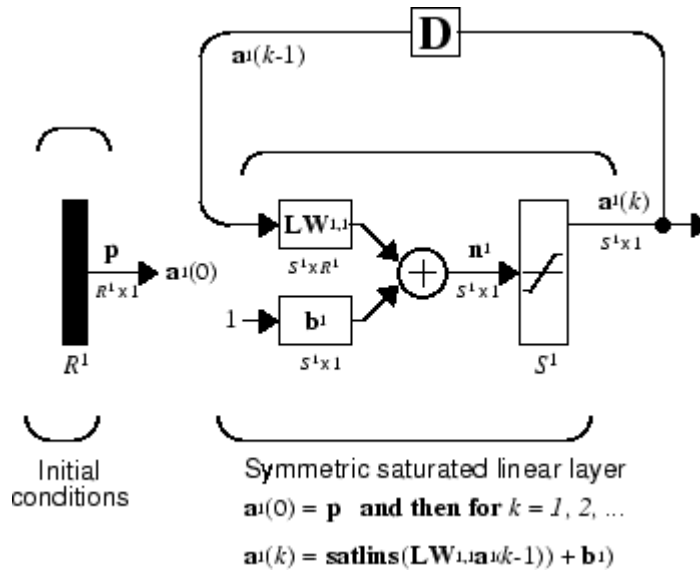 D
a¹(k-1)
a¹(k)
S¹x1
LW¹,¹
S¹xR¹
n¹
S¹x1
p
R¹x1
a¹(0)
1
b¹
S¹x1
R¹
S¹
Initial
conditions
Symmetric saturated linear layer
a¹(0) = p and then for k = 1, 2, ...
a¹(k) = satlins(LW¹,¹a¹(k-1)) + b¹)